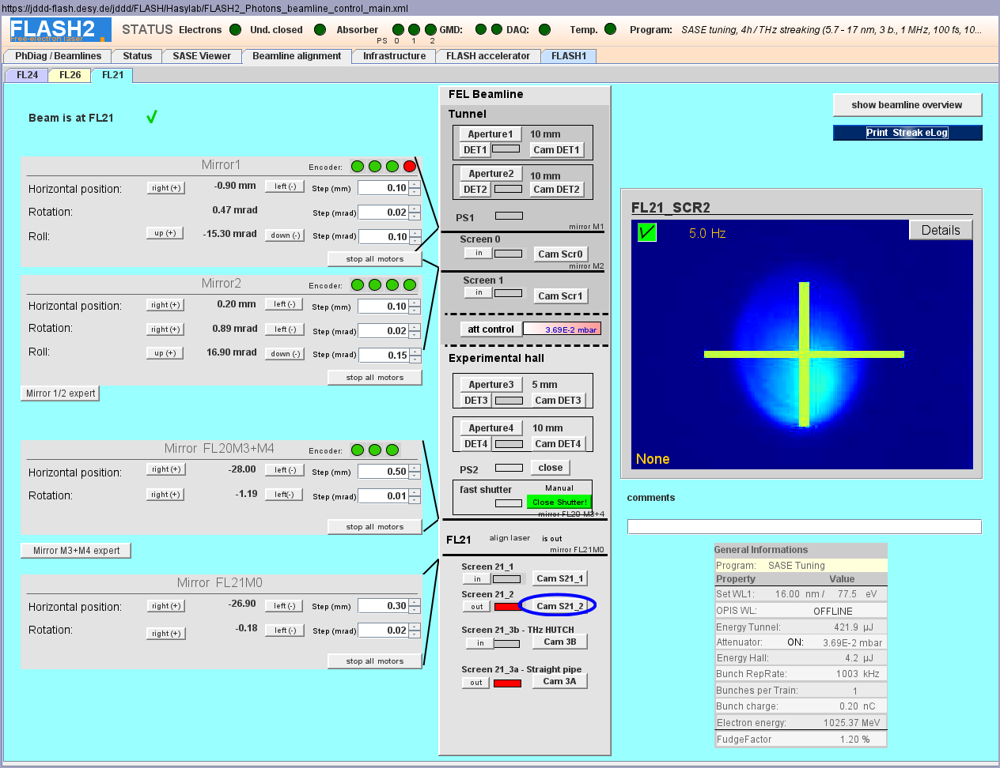 https://jddd-flash.desy.de/jddd/FLASH/Hasylab/FLASH2_Photons_beamline_control_main.xml
FLASH2
Free-electron laser
STATUS Electrons Und. closed Absorber GMD: DAQ: Temp. Program: SASE tuning, 4h / THz streaking (5.7 - 17 nm, 3 b., 1 MHz, 100 fs, 10...
PS 0 1 2
PhDiag / Beamlines Status SASE Viewer Beamline alignment Infrastructure FLASH accelerator FLASH1
FL24 FL26 FL21
Beam is at FL21
Mirror1 Encoder:
Horizontal position: right (+) -0.90 mm left (-) Step (mm) 0.10
Rotation: 0.47 mrad Step (mrad) 0.02
Roll: up (+) -15.30 mrad down (-) Step (mrad) 0.10
stop all motors
Mirror2 Encoder:
Horizontal position: right (+) 0.20 mm left (-) Step (mm) 0.10
Rotation: right (+) 0.89 mrad left (-) Step (mrad) 0.02
Roll: up (+) 16.90 mrad down (-) Step (mrad) 0.15
stop all motors
Mirror 1/2 expert
Mirror FL20M3+M4 Encoder:
Horizontal position: right (+) -28.00 left (-) Step (mm) 0.50
Rotation: right (+) -1.19 left(-) Step (mrad) 0.01
stop all motors
Mirror M3+M4 expert
Mirror FL21M0
Horizontal position: right (+) -26.90 left (-) Step (mm) 0.30
Rotation: right (+) -0.18 left (-) Step (mrad) 0.02
stop all motors
FEL Beamline
Tunnel
Aperture1 10 mm
DET1 Cam DET1
Aperture2 10 mm
DET2 Cam DET2
PS1
mirror M1
Screen 0
in Cam Scr0
mirror M2
Screen 1
in Cam Scr1
att control 3.69E-2 mbar
Experimental hall
Aperture3 5 mm
DET3 Cam DET3
Aperture4 10 mm
DET4 Cam DET4
PS2 close
fast shutter Manual
Close Shutter!
mirror FL20 M3+4
FL21 align laser is out
mirror FL21M0
Screen 21_1
in Cam S21_1
Screen 21_2
out Cam S21_2
Screen 21_3b - THz HUTCH
in Cam 3B
Screen 21_3a - Straight pipe
out Cam 3A
show beamline overview
Print Streak eLog
FL21_SCR2
5.0 Hz Details
None
comments
General Informations
Program: SASE Tuning
Property Value
Set WL1: 16.00 nm / 77.5 eV
OPIS WL: OFFLINE
Energy Tunnel: 421.9 µJ
Attenuator: ON: 3.69E-2 mbar
Energy Hall: 4.2 µJ
Bunch RepRate: 1003 kHz
Bunches per Train: 1
Bunch charge: 0.20 nC
Electron energy: 1025.37 MeV
FudgeFactor 1.20 %